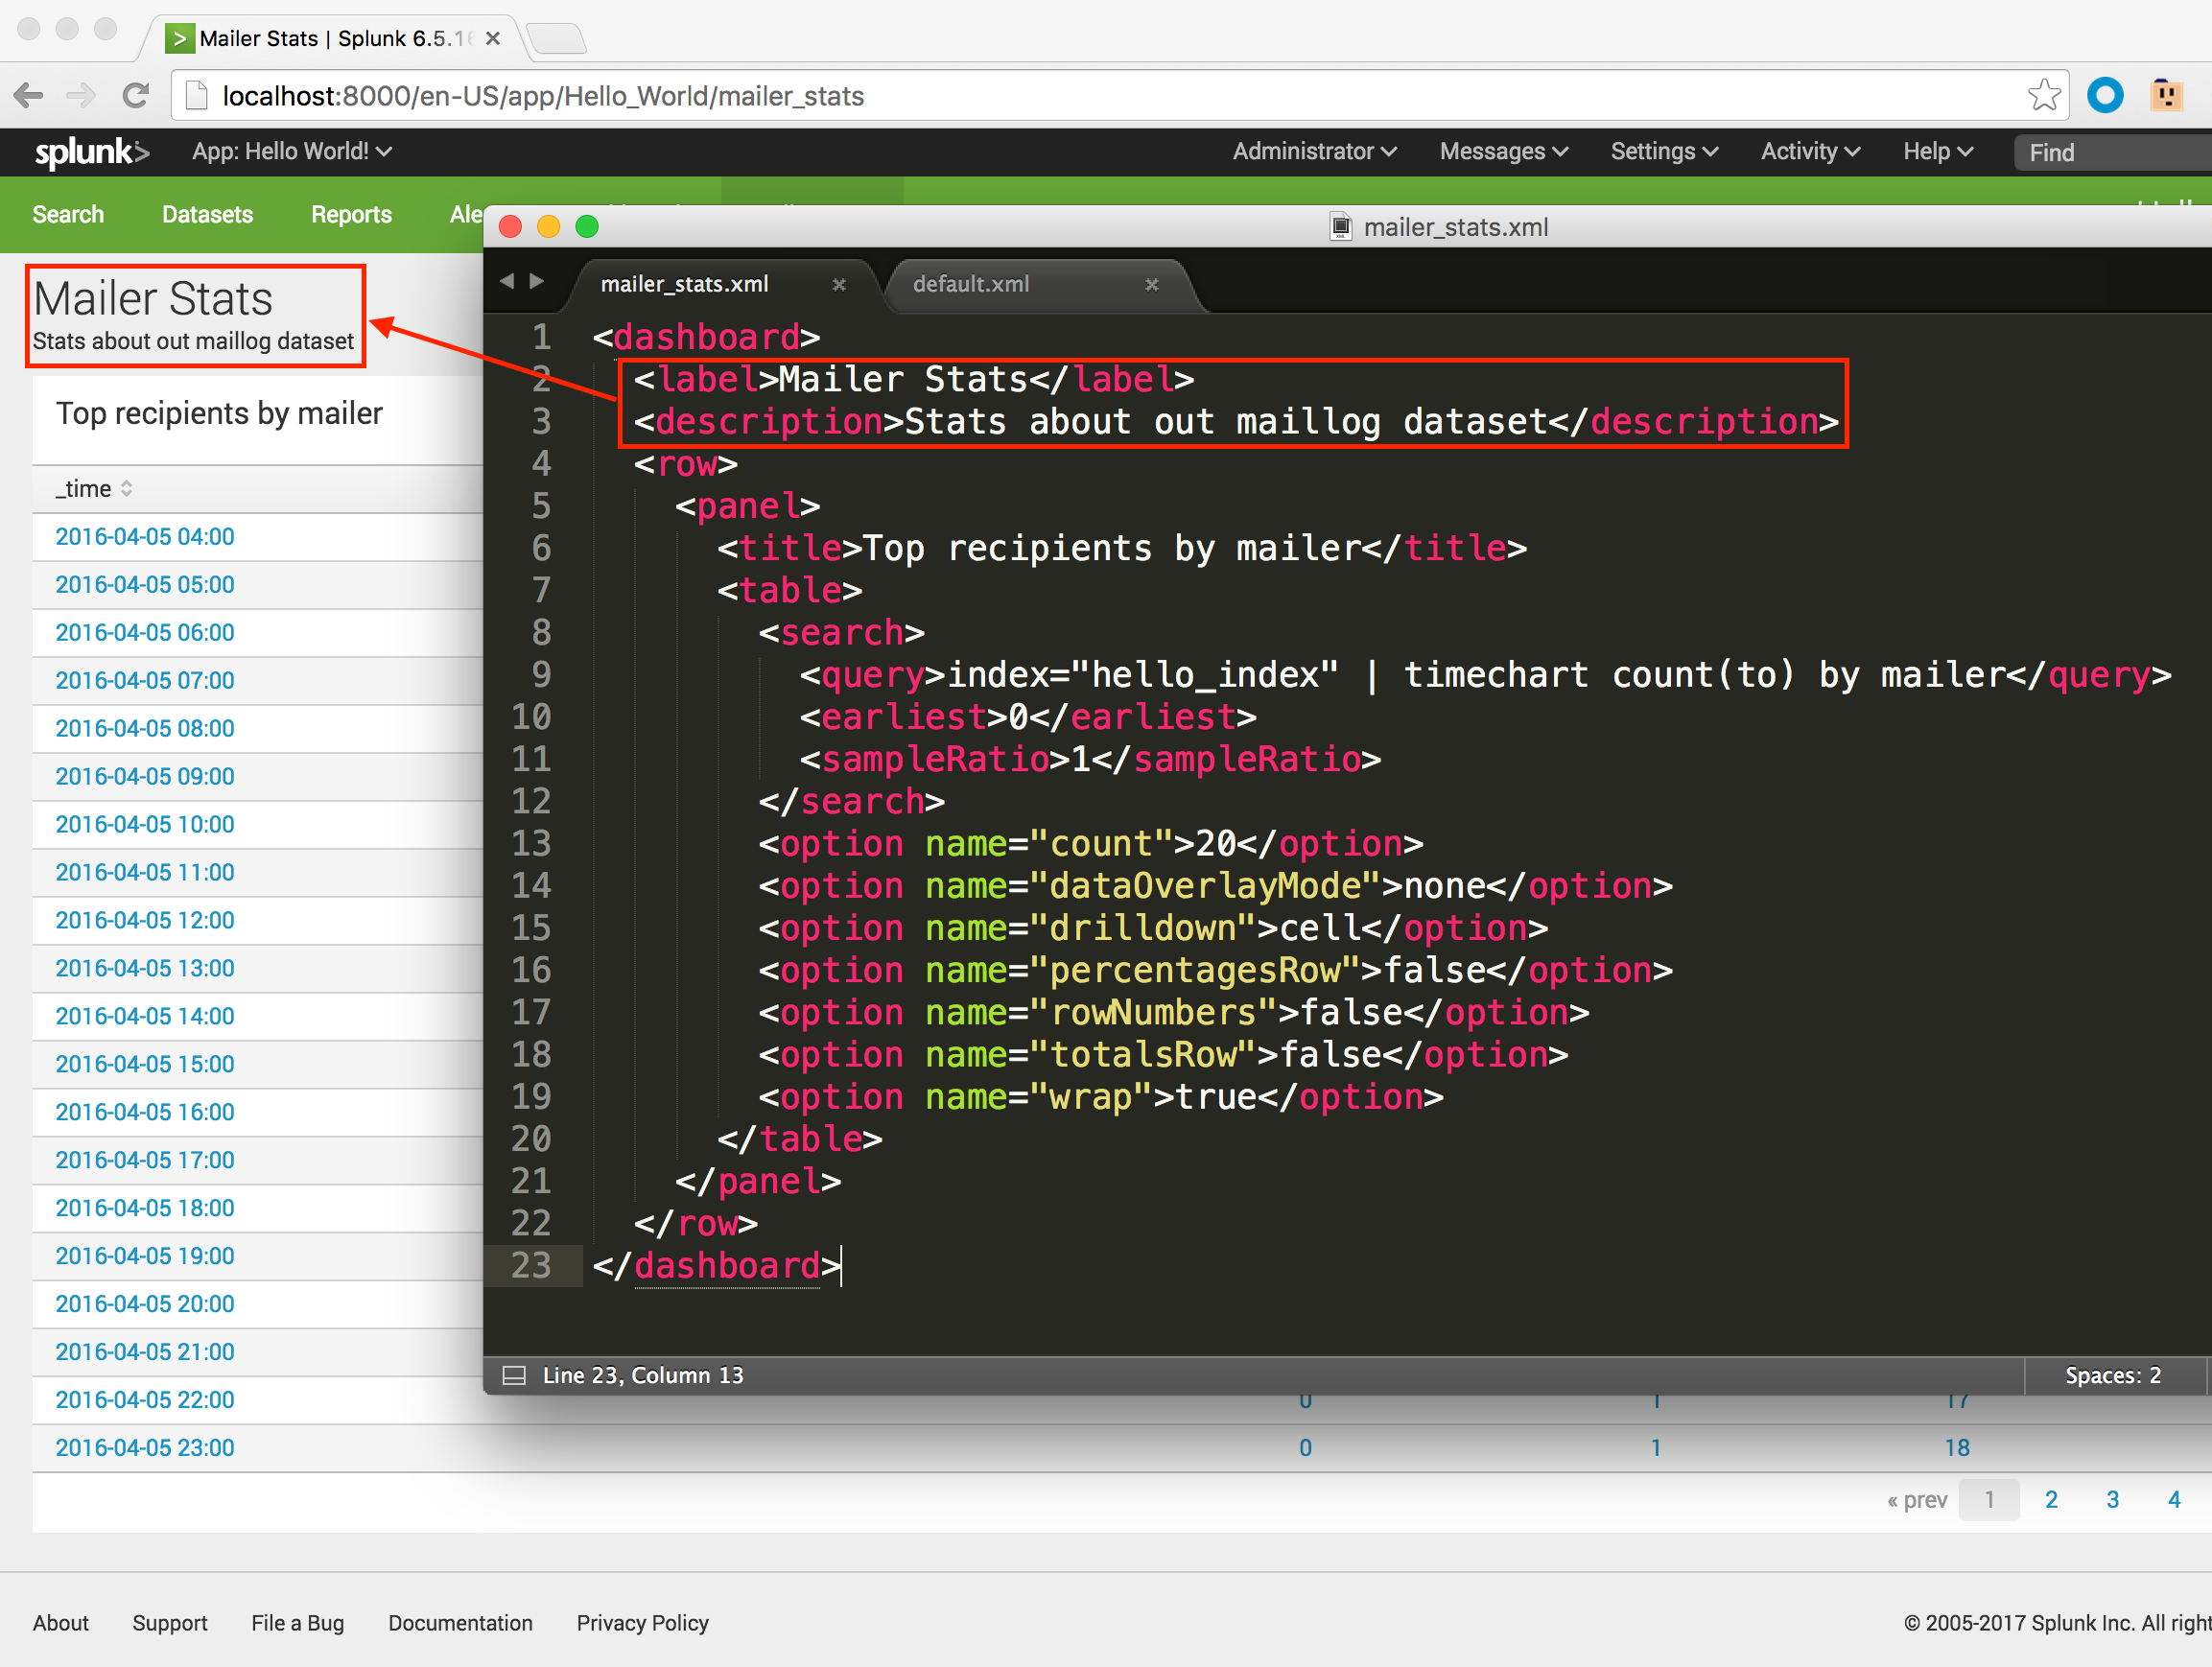 Mailer Stats | Splunk 6.5.16
localhost:8000/en-US/app/Hello_World/mailer_stats
splunk> App: Hello World! Administrator Messages Settings Activity Help Find
Search Datasets Reports
Mailer Stats
Stats about out maillog dataset
Top recipients by mailer
_time
2016-04-05 04:00
2016-04-05 05:00
2016-04-05 06:00
2016-04-05 07:00
2016-04-05 08:00
2016-04-05 09:00
2016-04-05 10:00
2016-04-05 11:00
2016-04-05 12:00
2016-04-05 13:00
2016-04-05 14:00
2016-04-05 15:00
2016-04-05 16:00
2016-04-05 17:00
2016-04-05 18:00
2016-04-05 19:00
2016-04-05 20:00
2016-04-05 21:00
2016-04-05 22:00 0 1 17
2016-04-05 23:00 0 1 18
« prev 1 2 3 4
mailer_stats.xml
mailer_stats.xml default.xml
1 <dashboard>
2 <label>Mailer Stats</label>
3 <description>Stats about out maillog dataset</description>
4 <row>
5 <panel>
6 <title>Top recipients by mailer</title>
7 <table>
8 <search>
9 <query>index="hello_index" | timechart count(to) by mailer</query>
10 <earliest>0</earliest>
11 <sampleRatio>1</sampleRatio>
12 </search>
13 <option name="count">20</option>
14 <option name="dataOverlayMode">none</option>
15 <option name="drilldown">cell</option>
16 <option name="percentagesRow">false</option>
17 <option name="rowNumbers">false</option>
18 <option name="totalsRow">false</option>
19 <option name="wrap">true</option>
20 </table>
21 </panel>
22 </row>
23 </dashboard>
Line 23, Column 13 Spaces: 2
About Support File a Bug Documentation Privacy Policy © 2005-2017 Splunk Inc. All right